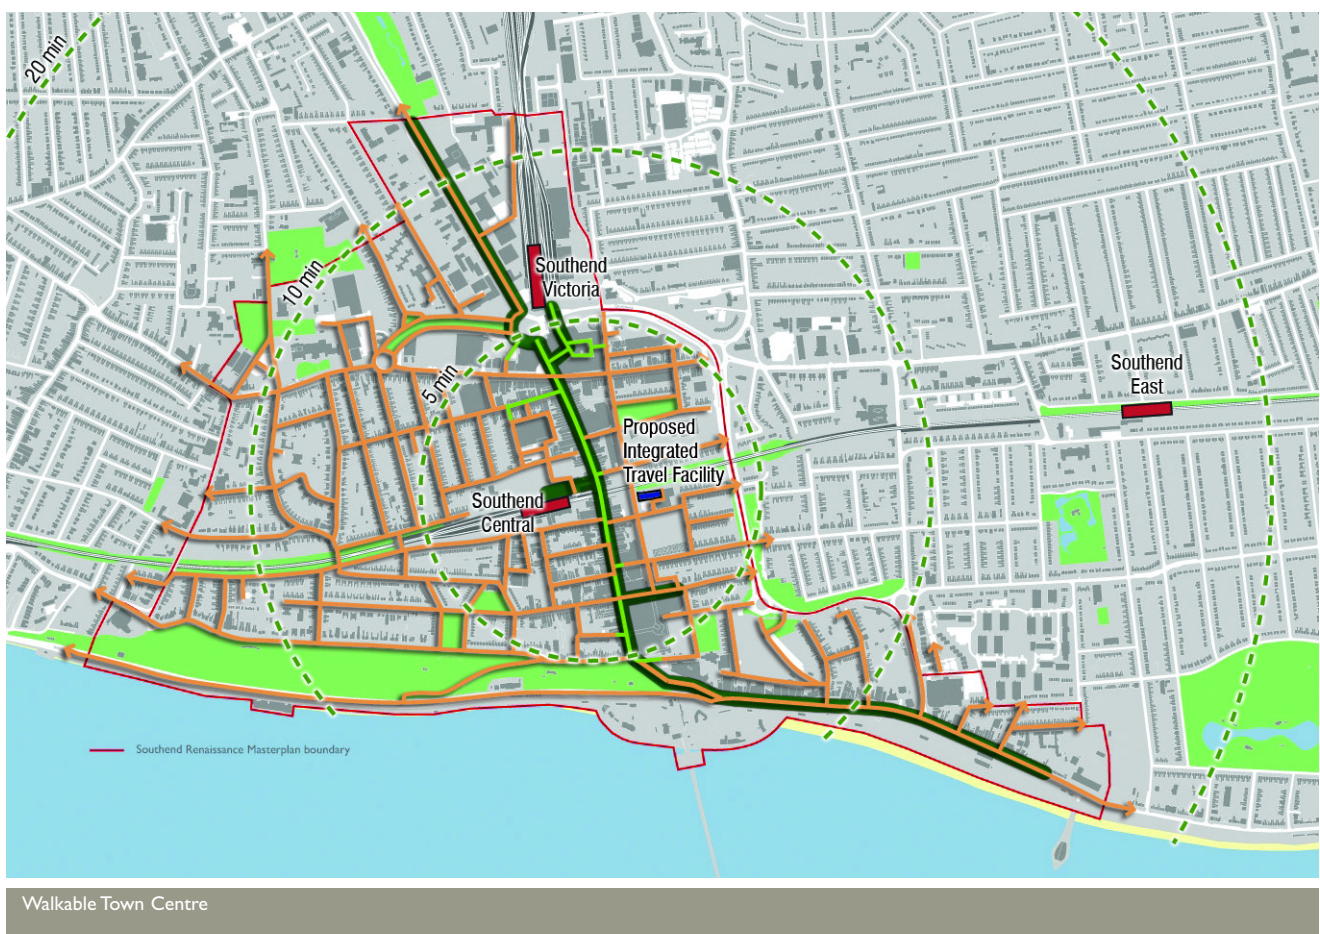 20 min
Southend
Victoria
10 min
Southend
East
5 min
Proposed
Integrated
Travel Facility
Southend
Central
Southend Renaissance Masterplan boundary
Walkable Town Centre